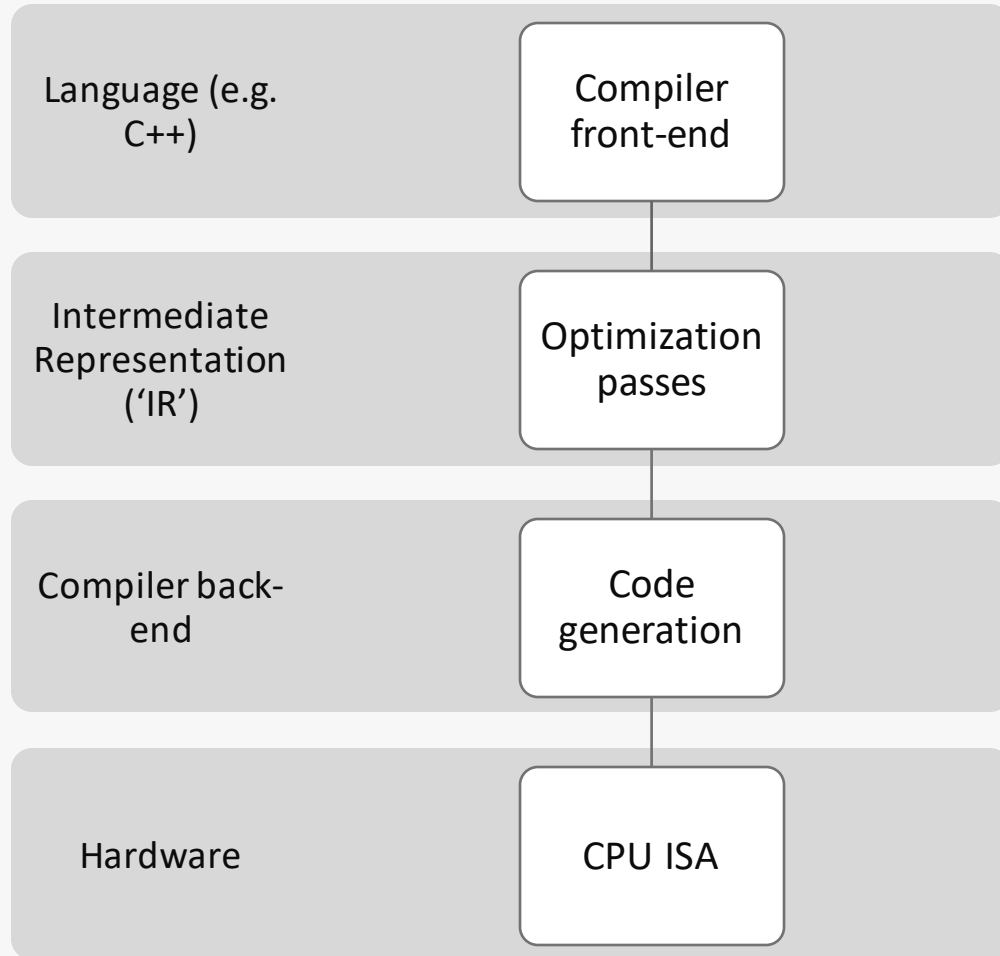 Language (e.g.
C++)
Compiler
front-end
Intermediate
Representation
(‘IR’)
Optimization
passes
Compiler back-
end
Code
generation
Hardware
CPU ISA